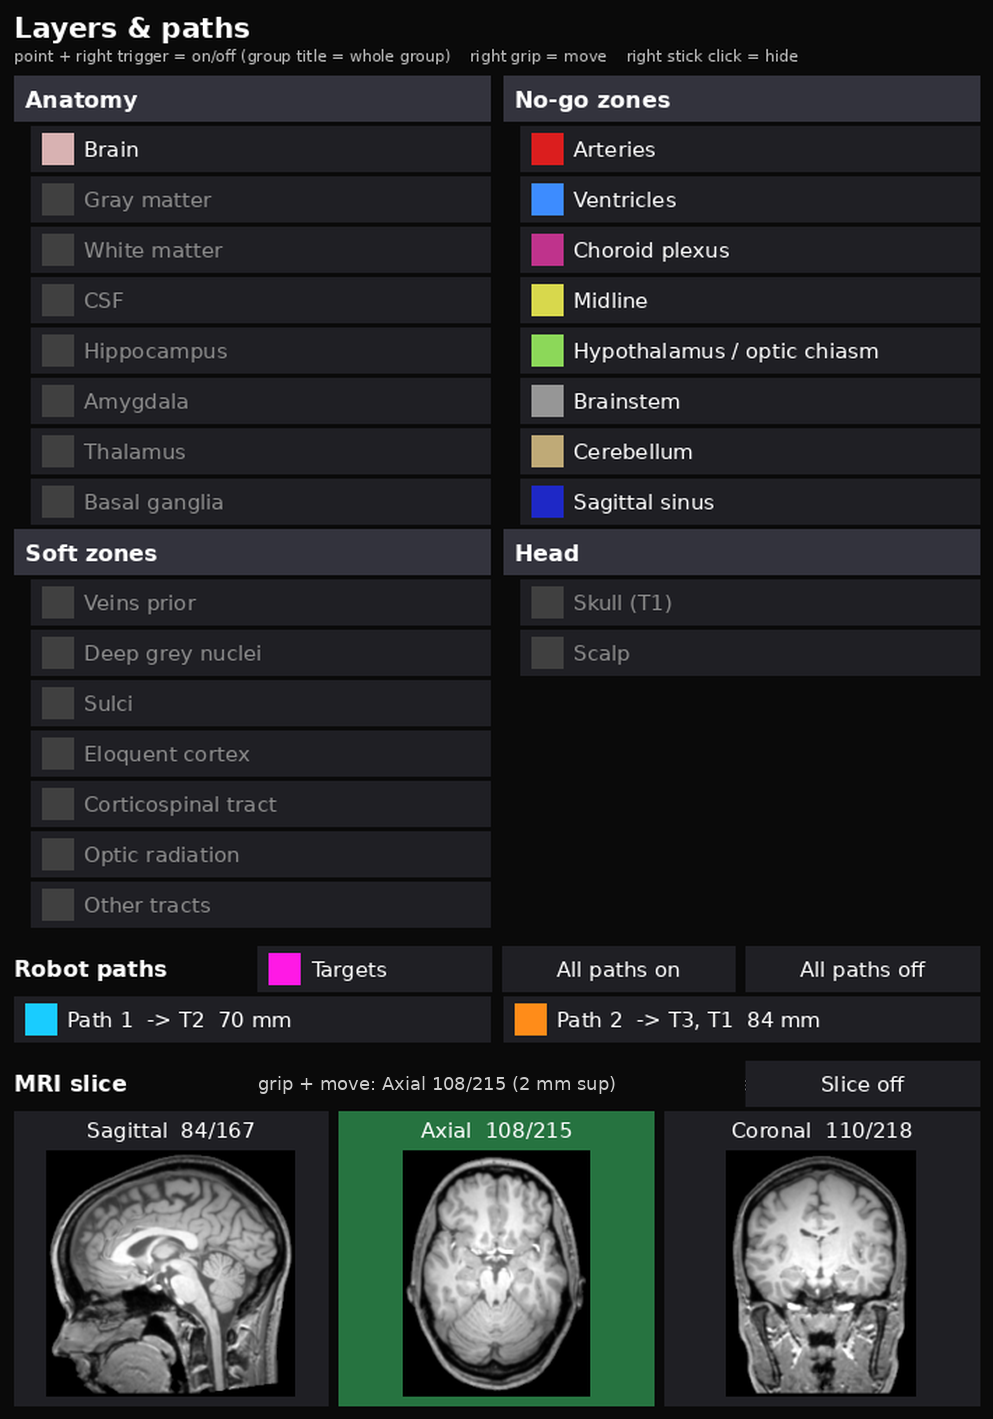 Layers & paths
point + right trigger = on/off (group title = whole group)    right grip = move    right stick click = hide
Anatomy
Brain
Gray matter
White matter
CSF
Hippocampus
Amygdala
Thalamus
Basal ganglia
No-go zones
Arteries
Ventricles
Choroid plexus
Midline
Hypothalamus / optic chiasm
Brainstem
Cerebellum
Sagittal sinus
Soft zones
Veins prior
Deep grey nuclei
Sulci
Eloquent cortex
Corticospinal tract
Optic radiation
Other tracts
Head
Skull (T1)
Scalp
Robot paths
Targets
All paths on
All paths off
Path 1  -> T2  70 mm
Path 2  -> T3, T1  84 mm
MRI slice
grip + move: Axial 108/215 (2 mm sup)
Slice off
Sagittal  84/167
Axial  108/215
Coronal  110/218